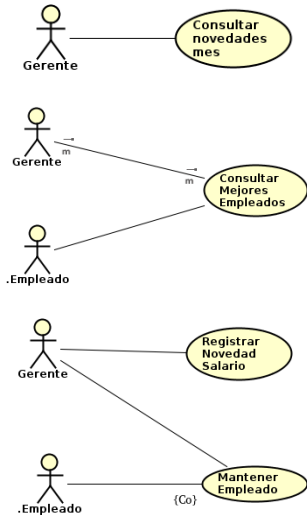 Consultar
novedades
mes
Gerente
m
Gerente
m
Consultar
Mejores
Empleados
.Empleado
Registrar
Novedad
Salario
Gerente
Mantener
Empleado
{Co}
.Empleado